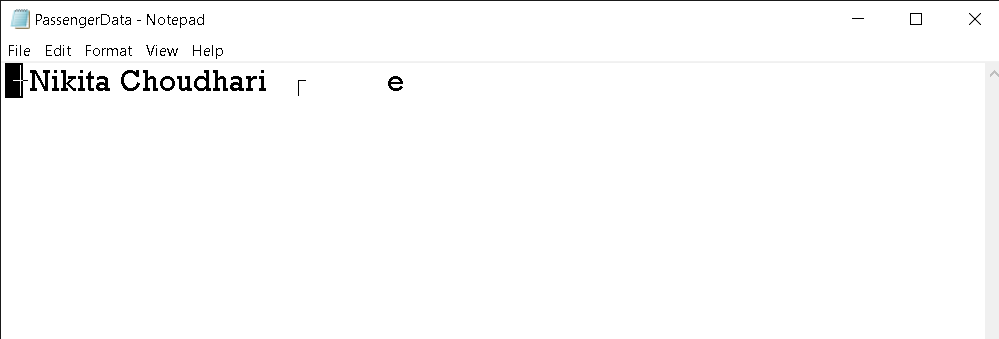 PassengerData - Notepad
File Edit Format View Help
Nikita Choudhari ┌ e